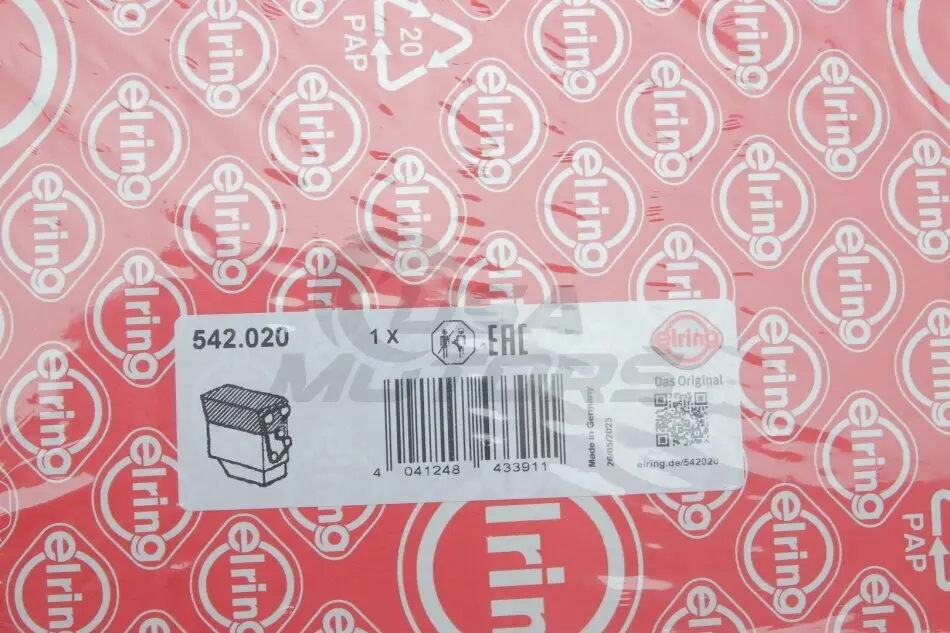 20
PAP
542.020
1 X
EAC
elring
Das Original
Made in Germany
26/05/2023
4 041248 433911
elring.de/542020
USA
MOTORS
elring
PAP